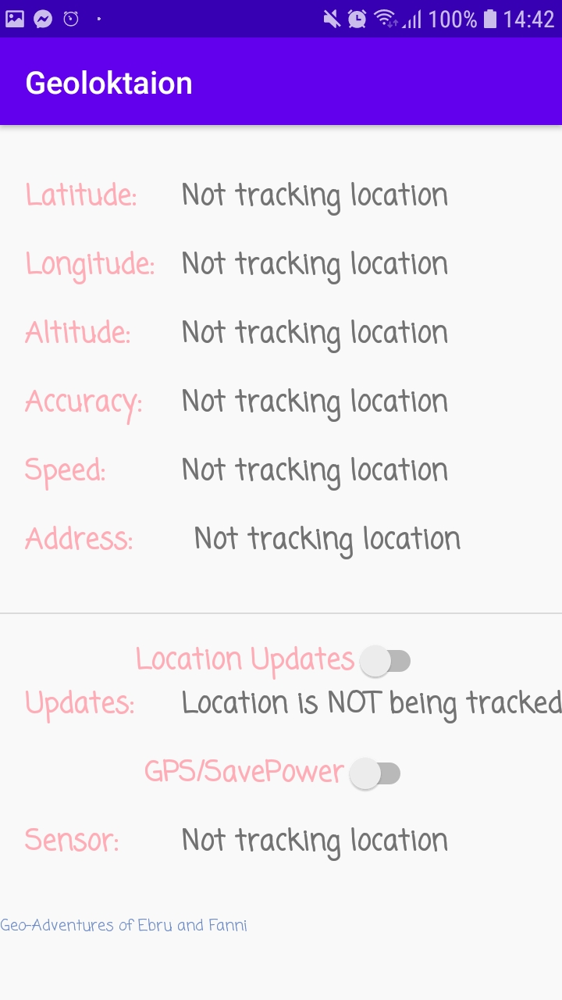 100% 14:42
Geoloktaion
Latitude: Not tracking location
Longitude: Not tracking location
Altitude: Not tracking location
Accuracy: Not tracking location
Speed: Not tracking location
Address: Not tracking location
Location Updates
Updates: Location is NOT being tracked
GPS/SavePower
Sensor: Not tracking location
Geo-Adventures of Ebru and Fanni